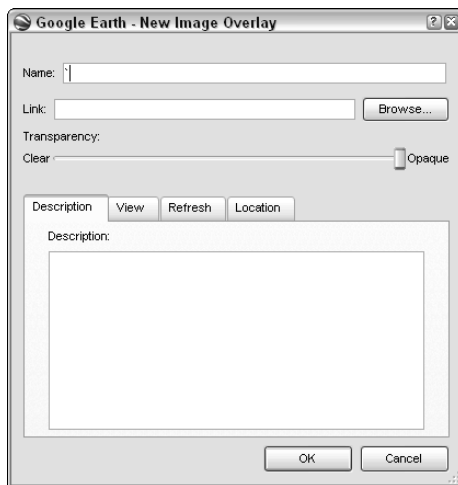 Google Earth - New Image Overlay
Name: `
Link: Browse...
Transparency:
Clear Opaque
Description View Refresh Location
Description:
OK Cancel